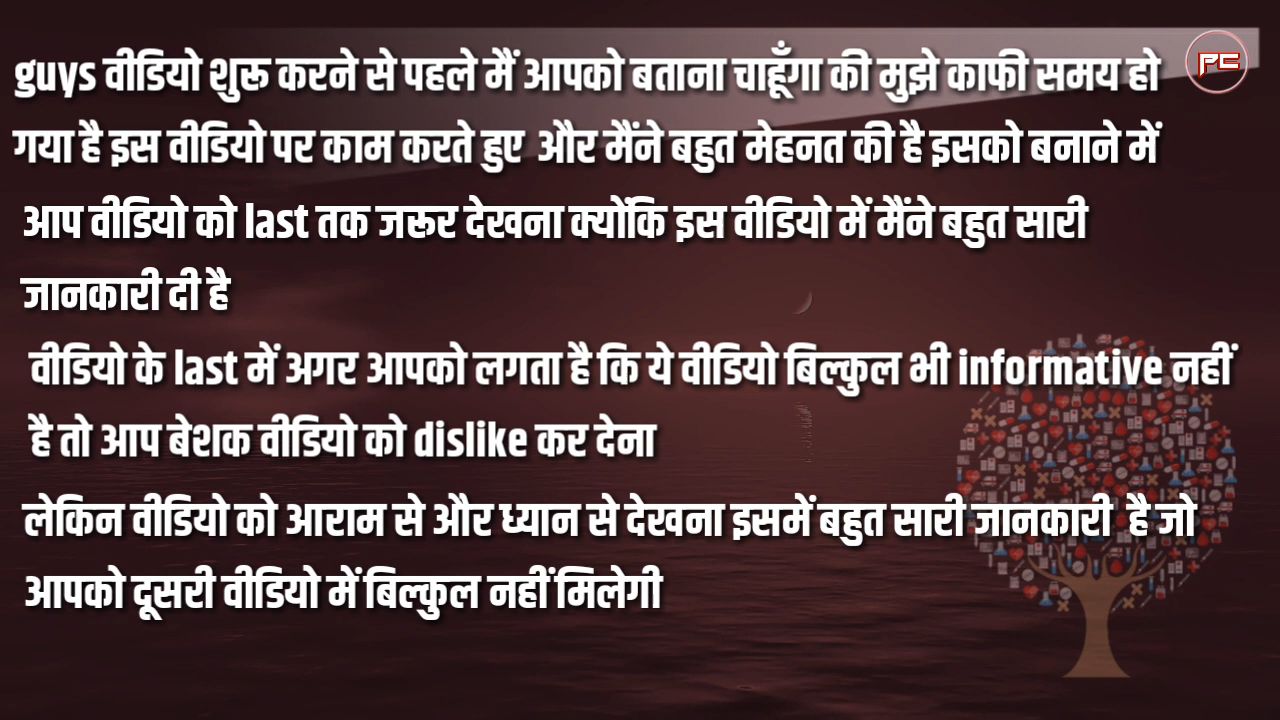 guys वीडियो शुरू करने से पहले मैं आपको बताना चाहूँगा की मुझे काफी समय हो
गया है इस वीडियो पर काम करते हुए और मैंने बहुत मेहनत की है इसको बनाने में
आप वीडियो को last तक जरूर देखना क्योंकि इस वीडियो में मैंने बहुत सारी
जानकारी दी है
वीडियो के last में अगर आपको लगता है कि ये वीडियो बिल्कुल भी informative नहीं
है तो आप बेशक वीडियो को dislike कर देना
लेकिन वीडियो को आराम से और ध्यान से देखना इसमें बहुत सारी जानकारी है जो
आपको दूसरी वीडियो में बिल्कुल नहीं मिलेगी
PC